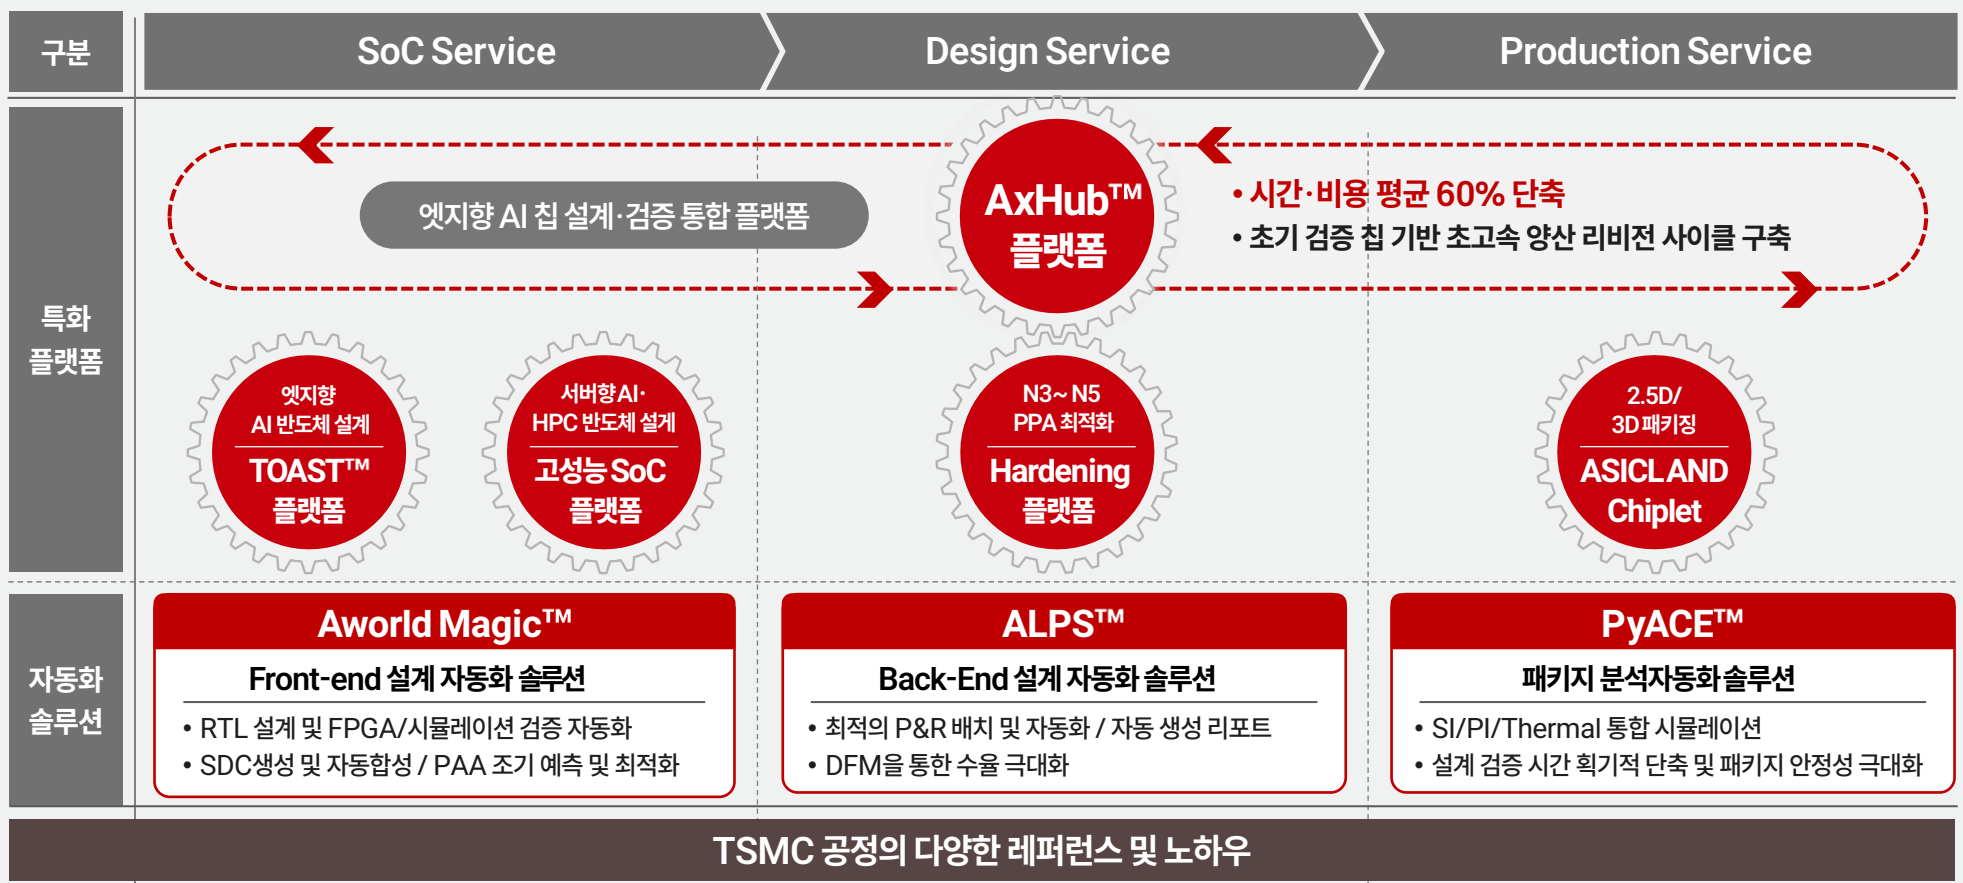 구분
SoC Service
Design Service
Production Service
특화
플랫폼
엣지향 AI 칩 설계·검증 통합 플랫폼
AxHub™
플랫폼
• 시간·비용 평균 60% 단축
• 초기 검증 칩 기반 초고속 양산 리비전 사이클 구축
엣지향
AI 반도체 설계
TOAST™
플랫폼
서버향 AI·
HPC 반도체 설게
고성능 SoC
플랫폼
N3~ N5
PPA 최적화
Hardening
플랫폼
2.5D/
3D 패키징
ASICLAND
Chiplet
자동화
솔루션
Aworld Magic™
Front-end 설계 자동화 솔루션
• RTL 설계 및 FPGA/시뮬레이션 검증 자동화
• SDC생성 및 자동합성 / PAA 조기 예측 및 최적화
ALPS™
Back-End 설계 자동화 솔루션
• 최적의 P&R 배치 및 자동화 / 자동 생성 리포트
• DFM을 통한 수율 극대화
PyACE™
패키지 분석자동화 솔루션
• SI/PI/Thermal 통합 시뮬레이션
• 설계 검증 시간 획기적 단축 및 패키지 안정성 극대화
TSMC 공정의 다양한 레퍼런스 및 노하우